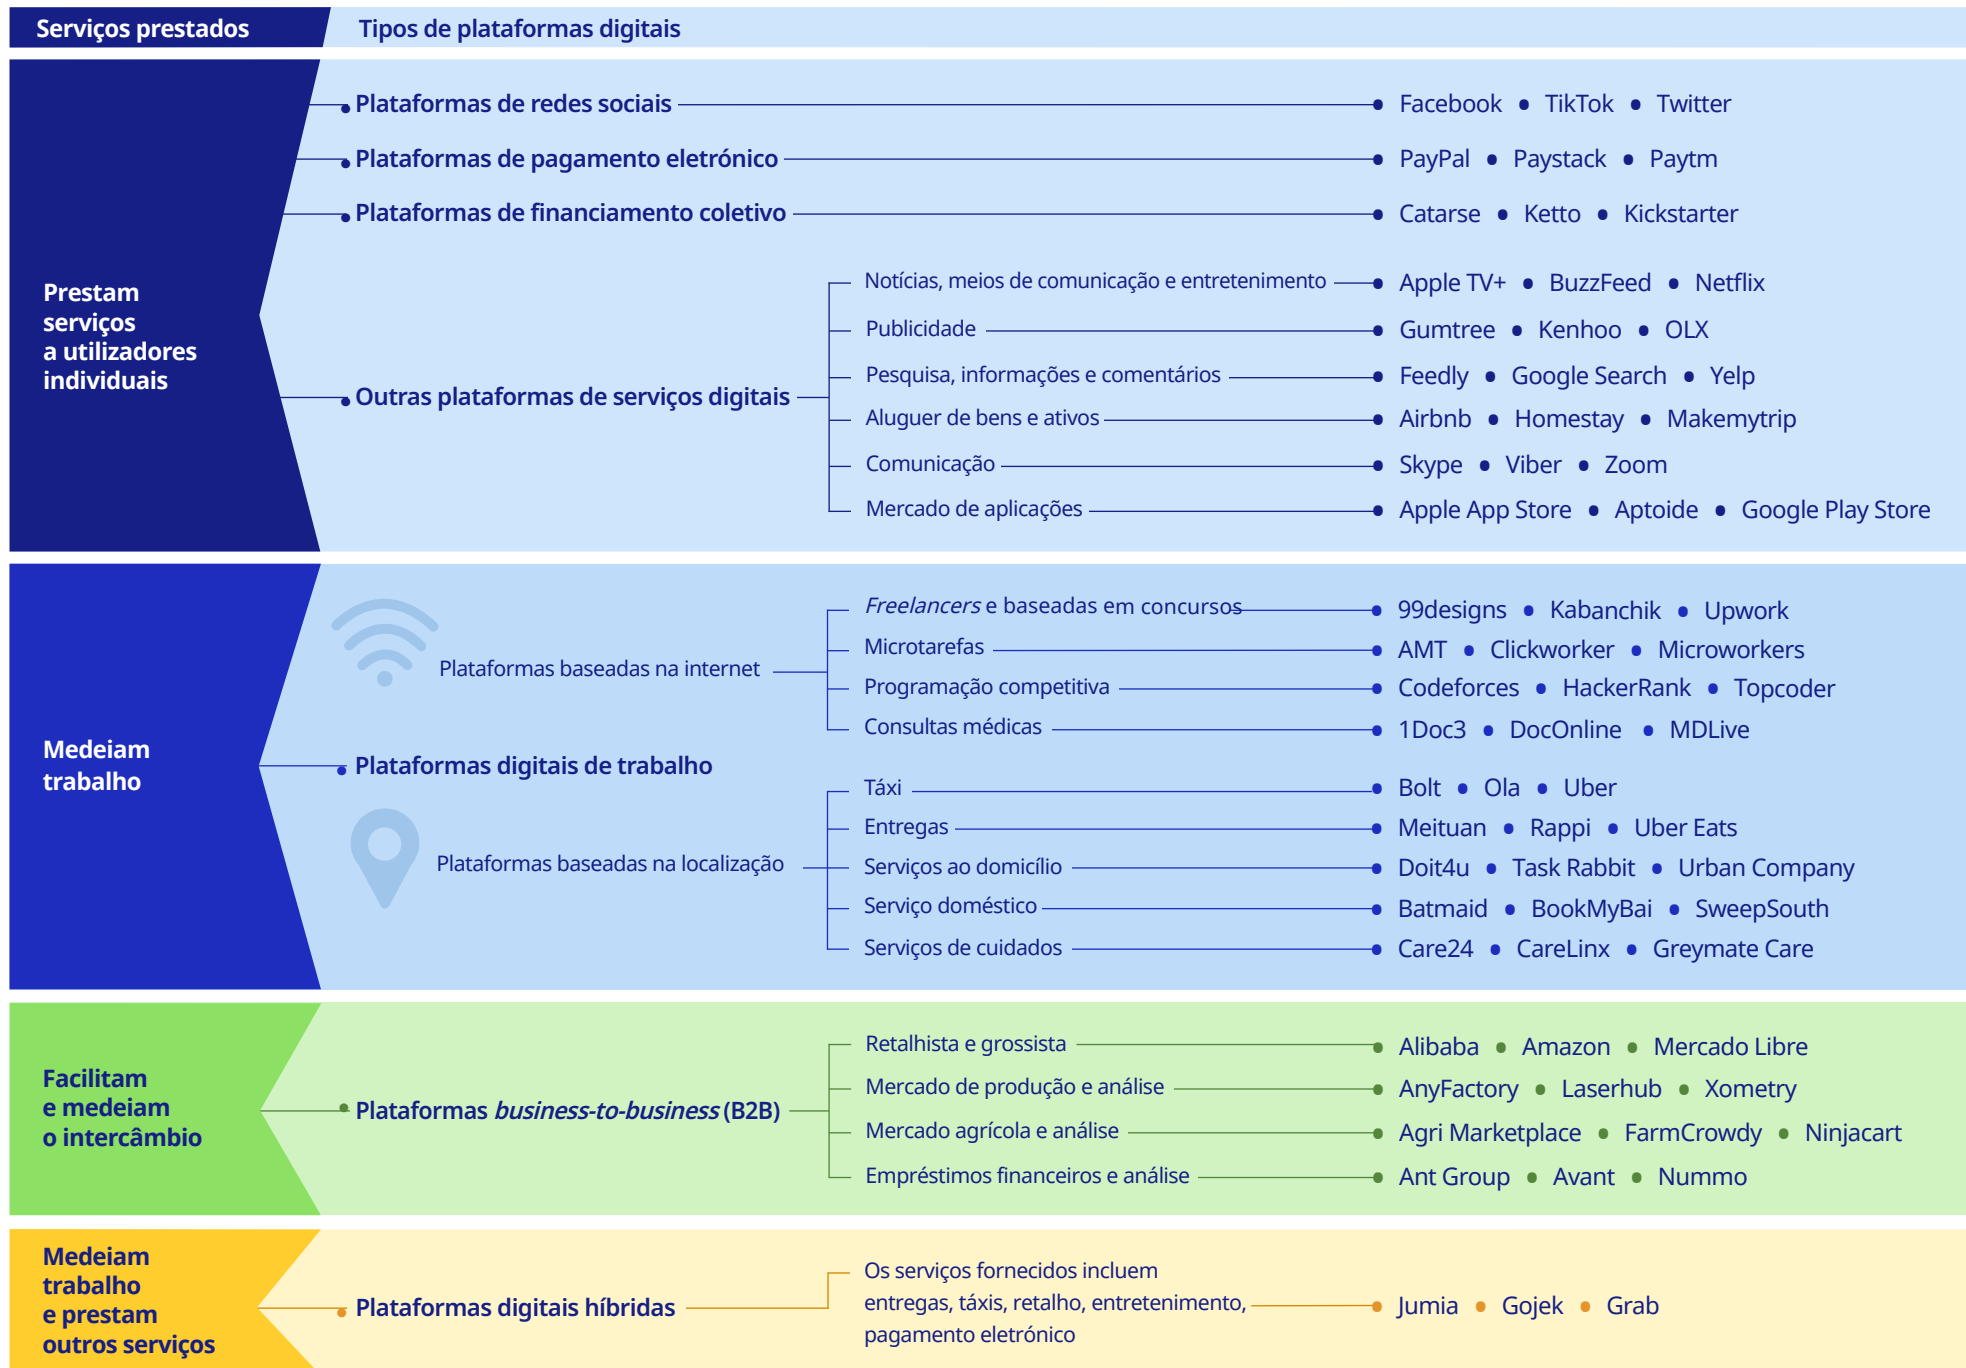 Serviços prestados
Tipos de plataformas digitais
Prestam
serviços
a utilizadores
individuais
Plataformas de redes sociais • Facebook • TikTok • Twitter
Plataformas de pagamento eletrónico • PayPal • Paystack • Paytm
Plataformas de financiamento coletivo • Catarse • Ketto • Kickstarter
Outras plataformas de serviços digitais
Notícias, meios de comunicação e entretenimento • Apple TV+ • BuzzFeed • Netflix
Publicidade • Gumtree • Kenhoo • OLX
Pesquisa, informações e comentários • Feedly • Google Search • Yelp
Aluguer de bens e ativos • Airbnb • Homestay • Makemytrip
Comunicação • Skype • Viber • Zoom
Mercado de aplicações • Apple App Store • Aptoide • Google Play Store
Medeiam
trabalho
Plataformas digitais de trabalho
Plataformas baseadas na internet
Freelancers e baseadas em concursos • 99designs • Kabanchik • Upwork
Microtarefas • AMT • Clickworker • Microworkers
Programação competitiva • Codeforces • HackerRank • Topcoder
Consultas médicas • 1Doc3 • DocOnline • MDLive
Plataformas baseadas na localização
Táxi • Bolt • Ola • Uber
Entregas • Meituan • Rappi • Uber Eats
Serviços ao domicílio • Doit4u • Task Rabbit • Urban Company
Serviço doméstico • Batmaid • BookMyBai • SweepSouth
Serviços de cuidados • Care24 • CareLinx • Greymate Care
Facilitam
e medeiam
o intercâmbio
Plataformas business-to-business (B2B)
Retalhista e grossista • Alibaba • Amazon • Mercado Libre
Mercado de produção e análise • AnyFactory • Laserhub • Xometry
Mercado agrícola e análise • Agri Marketplace • FarmCrowdy • Ninjacart
Empréstimos financeiros e análise • Ant Group • Avant • Nummo
Medeiam
trabalho
e prestam
outros serviços
Plataformas digitais híbridas
Os serviços fornecidos incluem
entregas, táxis, retalho, entretenimento,
pagamento eletrónico
• Jumia • Gojek • Grab